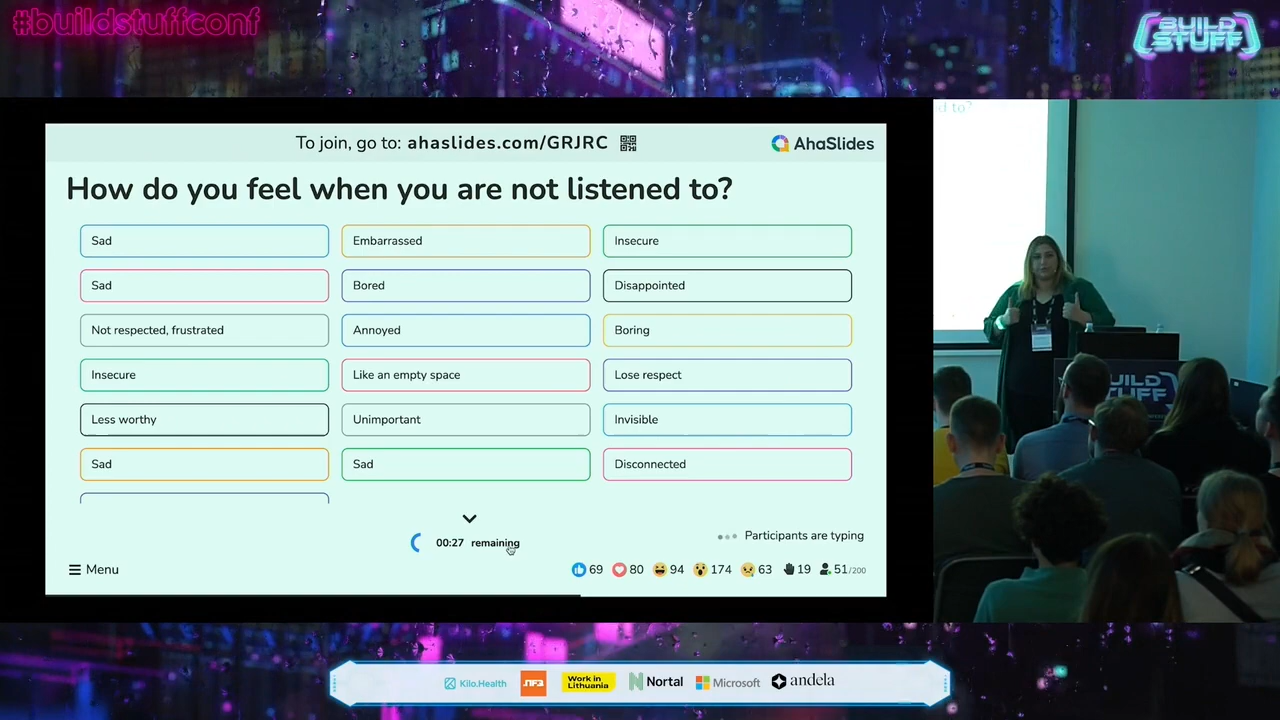 #buildstuffconf
BUILD
STUFF
To join, go to: ahaslides.com/GRJRC
AhaSlides
d to?
How do you feel when you are not listened to?
Sad
Embarrassed
Insecure
Sad
Bored
Disappointed
Not respected, frustrated
Annoyed
Boring
Insecure
Like an empty space
Lose respect
Less worthy
Unimportant
Invisible
Sad
Sad
Disconnected
00:27 remaining
Participants are typing
Menu
69
80
94
174
63
19
51/200
UILD
TUFF
Kilo.Health
Work in
Lithuania
Nortal
Microsoft
andela